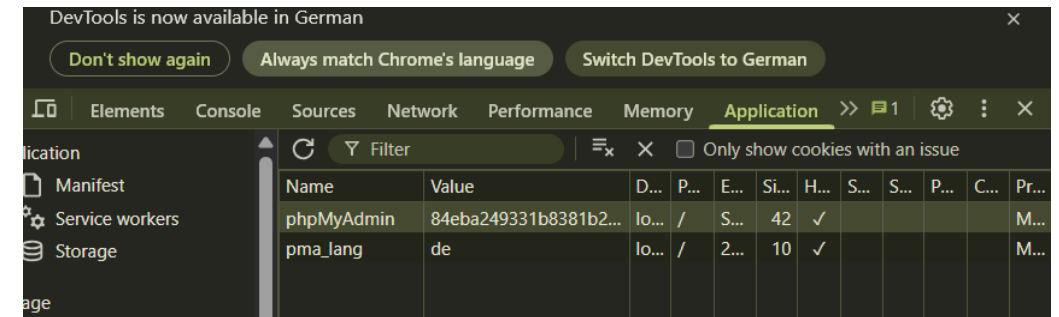 DevTools is now available in German
Don't show again Always match Chrome's language Switch DevTools to German
Elements Console Sources Network Performance Memory Application 1
lication Filter Only show cookies with an issue
Manifest Name Value D... P... E... Si... H... S... S... P... C... Pr...
Service workers phpMyAdmin 84eba249331b8381b2... lo... / S... 42 ✓ M...
Storage pma_lang de lo... / 2... 10 ✓ M...
age